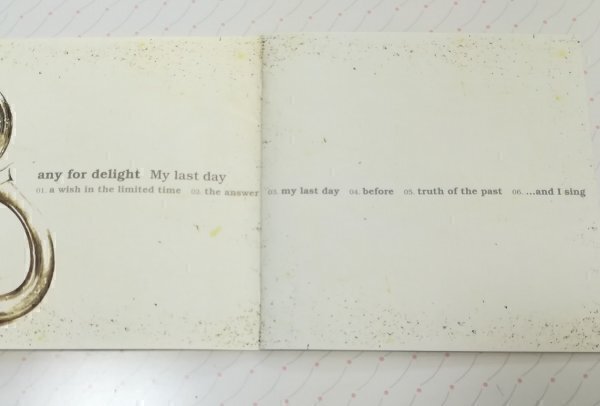 any for delight My last day
01. a wish in the limited time 02. the answer 03. my last day 04. before 05. truth of the past 06. ...and I sing